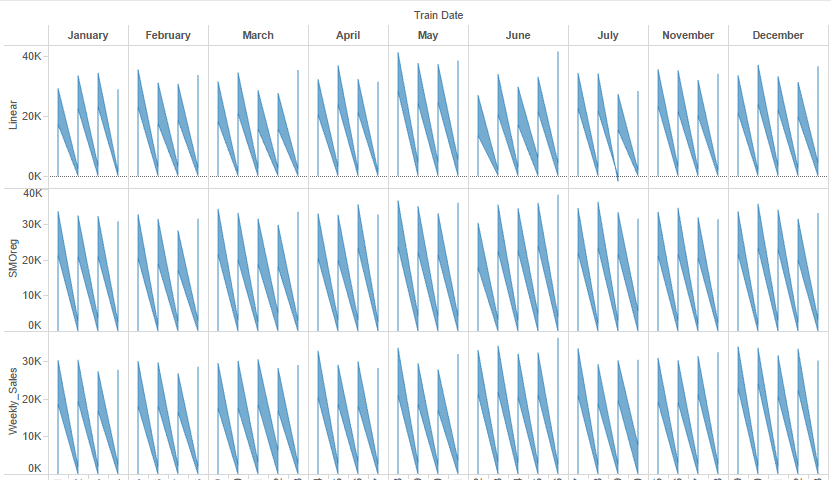 Train Date
January February March April May June July November December
Linear
40K
20K
0K
SMOreg
40K
30K
20K
10K
0K
Weekly_Sales
30K
20K
10K
0K